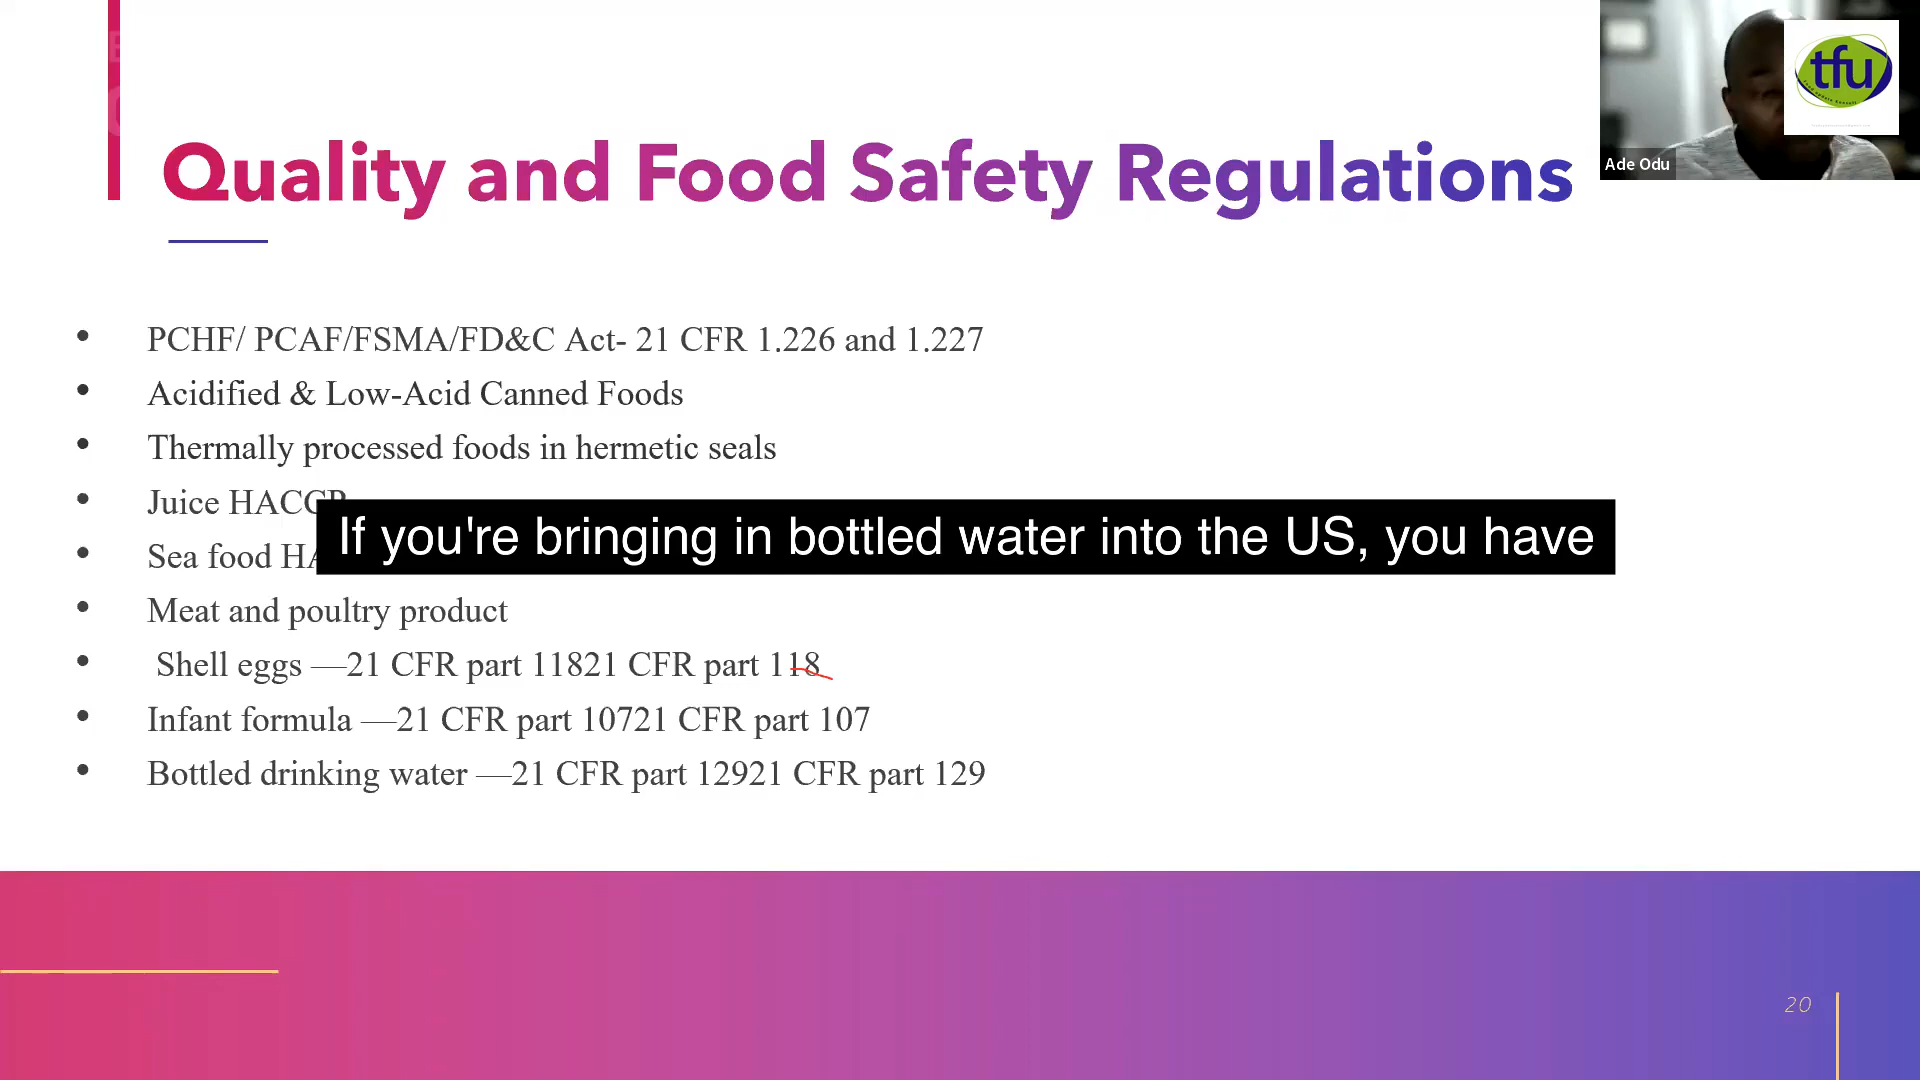 Quality and Food Safety Regulations
tfu
Ade Odu
• PCHF/ PCAF/FSMA/FD&C Act- 21 CFR 1.226 and 1.227
• Acidified & Low-Acid Canned Foods
• Thermally processed foods in hermetic seals
• Juice HACCP
• Sea food HA
If you're bringing in bottled water into the US, you have
• Meat and poultry product
• Shell eggs —21 CFR part 11821 CFR part 118
• Infant formula —21 CFR part 10721 CFR part 107
• Bottled drinking water —21 CFR part 12921 CFR part 129
20